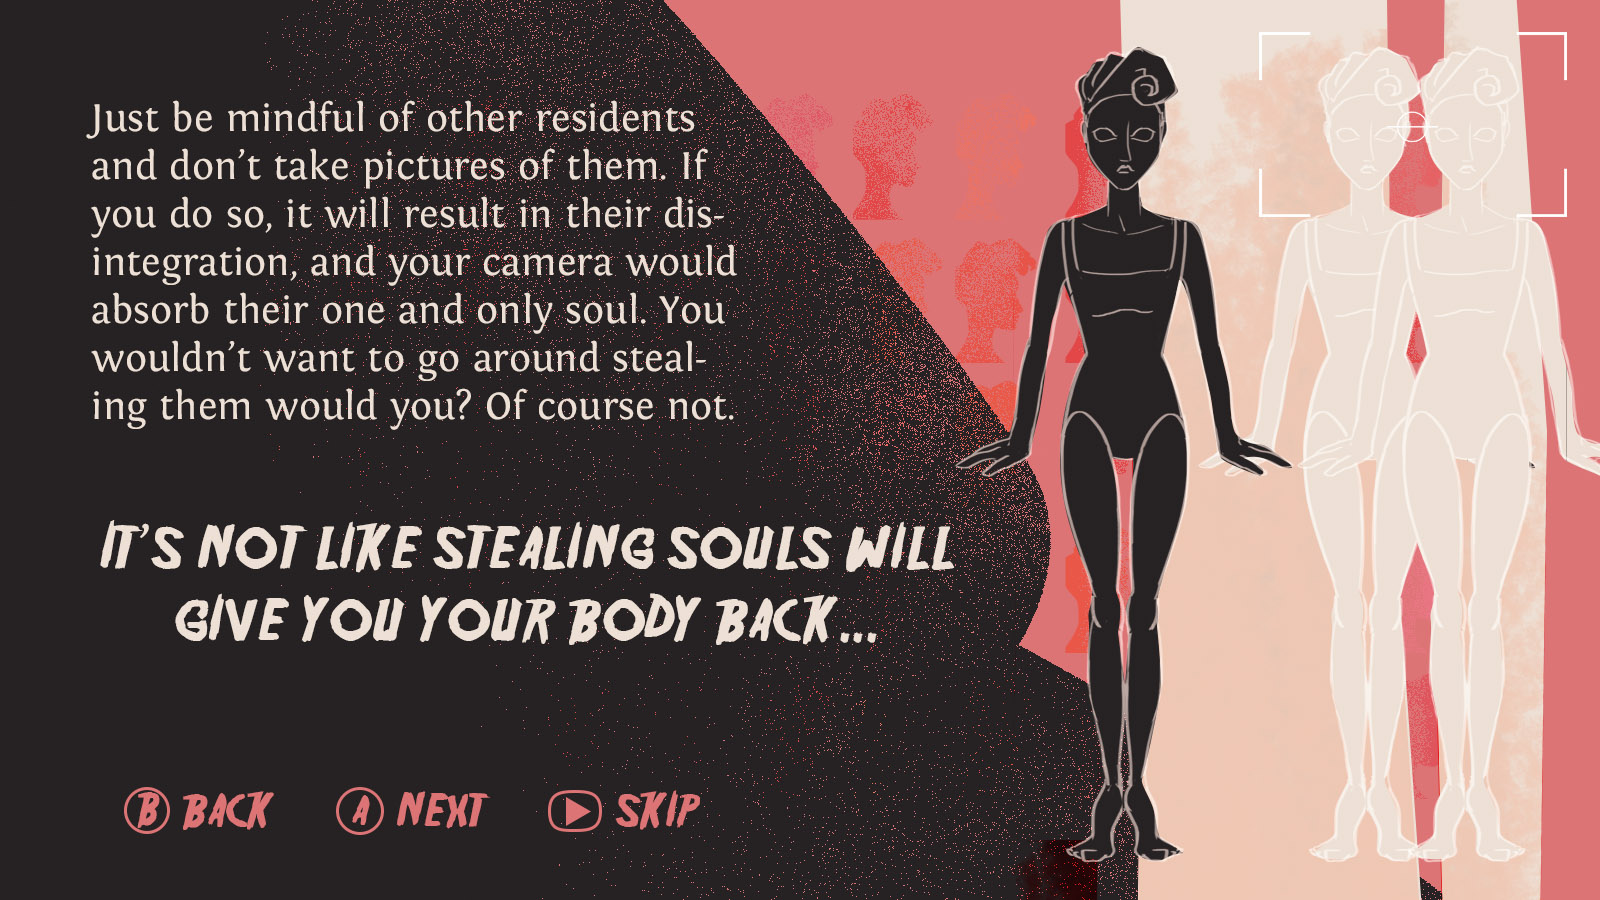 Just be mindful of other residents
and don’t take pictures of them. If
you do so, it will result in their dis-
integration, and your camera would
absorb their one and only soul. You
wouldn’t want to go around steal-
ing them would you? Of course not.
IT’S NOT LIKE STEALING SOULS WILL
GIVE YOU YOUR BODY BACK...
B BACK A NEXT SKIP